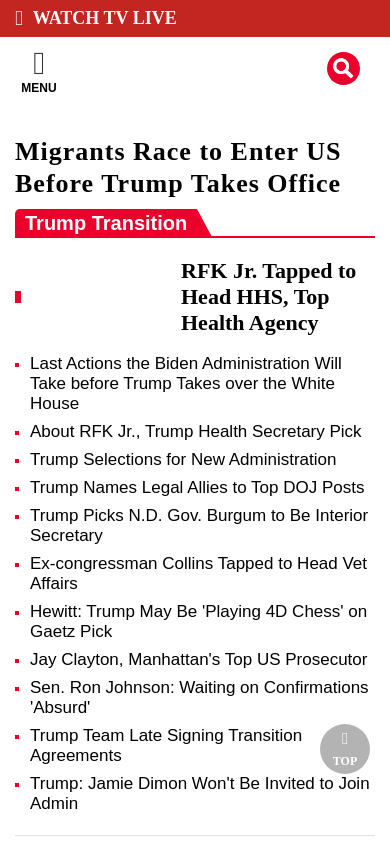 WATCH TV LIVE
MENU
Migrants Race to Enter US
Before Trump Takes Office
Trump Transition
RFK Jr. Tapped to
Head HHS, Top
Health Agency
Last Actions the Biden Administration Will
Take before Trump Takes over the White
House
About RFK Jr., Trump Health Secretary Pick
Trump Selections for New Administration
Trump Names Legal Allies to Top DOJ Posts
Trump Picks N.D. Gov. Burgum to Be Interior
Secretary
Ex-congressman Collins Tapped to Head Vet
Affairs
Hewitt: Trump May Be 'Playing 4D Chess' on
Gaetz Pick
Jay Clayton, Manhattan's Top US Prosecutor
Sen. Ron Johnson: Waiting on Confirmations
'Absurd'
Trump Team Late Signing Transition
Agreements
TOP
Trump: Jamie Dimon Won't Be Invited to Join
Admin